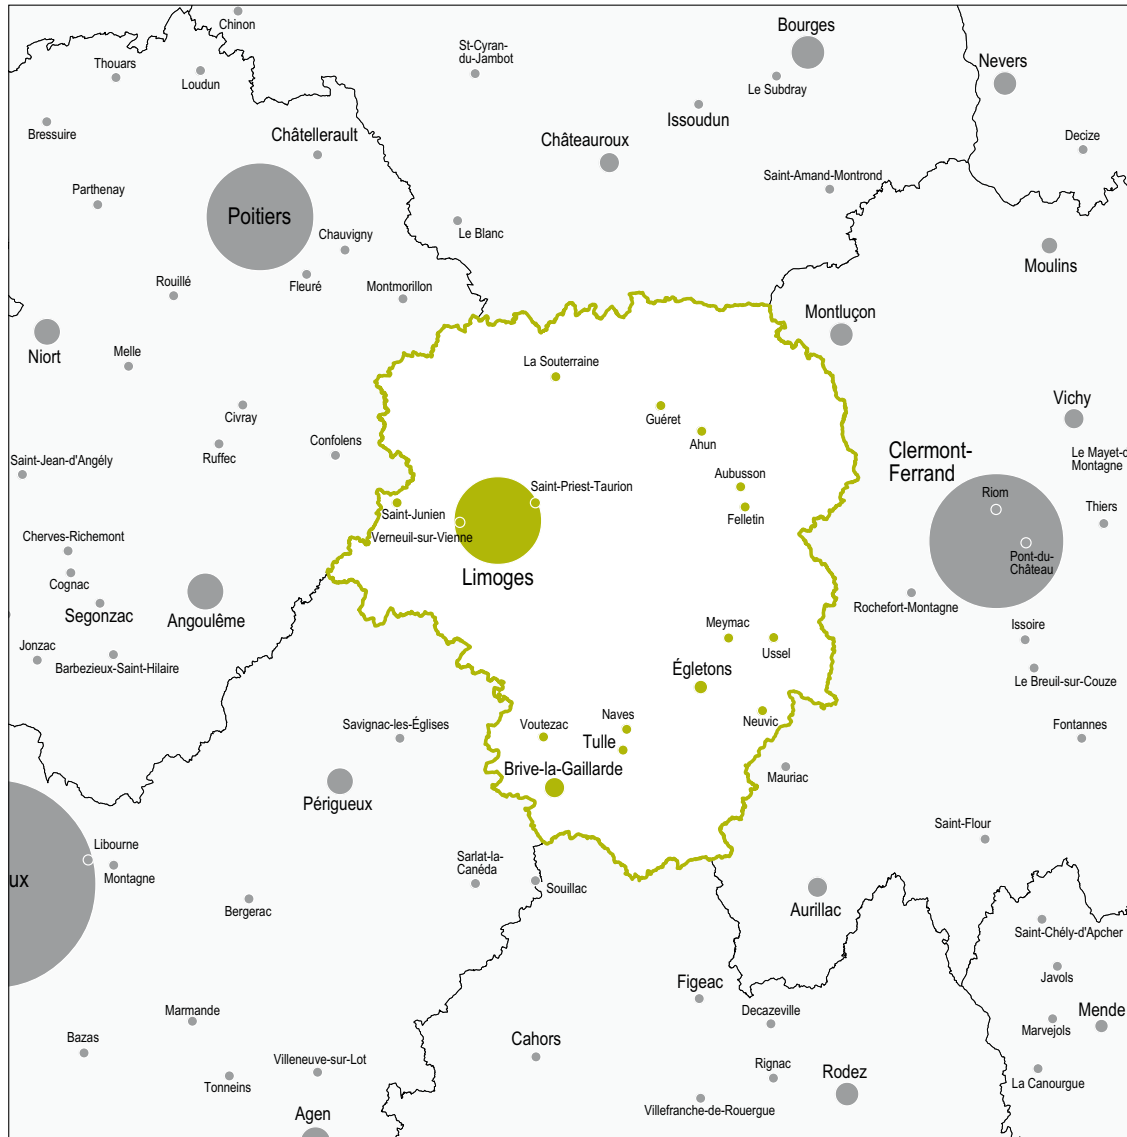 Chinon
Thouars
Loudun
St-Cyran-
du-Jambot
Bourges
Le Subdray
Nevers
Bressuire
Châtellerault
Issoudun
Châteauroux
Decize
Parthenay
Saint-Amand-Montrond
Poitiers
Chauvigny
Le Blanc
Moulins
Rouillé
Fleuré
Montmorillon
Niort
Montluçon
Melle
La Souterraine
Civray
Guéret
Vichy
Ruffec
Confolens
Ahun
Clermont-
Ferrand
Le Mayet-d
Montagne
Saint-Jean-d'Angély
Aubusson
Riom
Saint-Priest-Taurion
Saint-Junien
Felletin
Thiers
Verneuil-sur-Vienne
Cherves-Richemont
Pont-du-
Château
Cognac
Limoges
Segonzac
Angoulême
Rochefort-Montagne
Meymac
Issoire
Jonzac
Barbezieux-Saint-Hilaire
Ussel
Égletons
Le Breuil-sur-Couze
Savignac-les-Églises
Voutezac
Naves
Neuvic
Fontannes
Tulle
Brive-la-Gaillarde
Mauriac
Périgueux
Saint-Flour
Libourne
Montagne
ux
Sarlat-la-
Canéda
Souillac
Bergerac
Aurillac
Saint-Chély-d'Apcher
Javols
Figeac
Marmande
Decazeville
Mende
Marvejols
Bazas
Cahors
Villeneuve-sur-Lot
Rignac
Tonneins
Rodez
La Canourgue
Agen
Villefranche-de-Rouergue